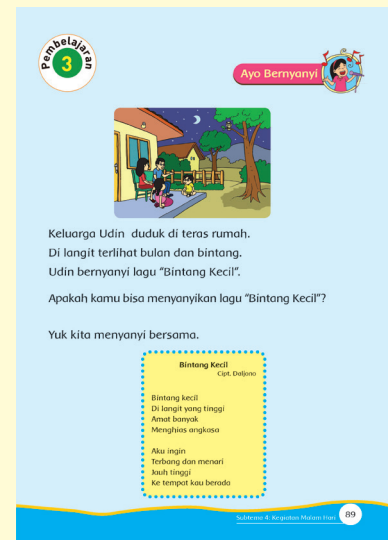 Pembelajaran
3
Ayo Bernyanyi
Keluarga Udin duduk di teras rumah.
Di langit terlihat bulan dan bintang.
Udin bernyanyi lagu "Bintang Kecil".
Apakah kamu bisa menyanyikan lagu "Bintang Kecil"?
Yuk kita menyanyi bersama.
Bintang Kecil
Cipt. Daljono
Bintang kecil
Di langit yang tinggi
Amat banyak
Menghias angkasa
Aku ingin
Terbang dan menari
Jauh tinggi
Ke tempat kau berada
Subtema 4: Kegiatan Malam Hari
89